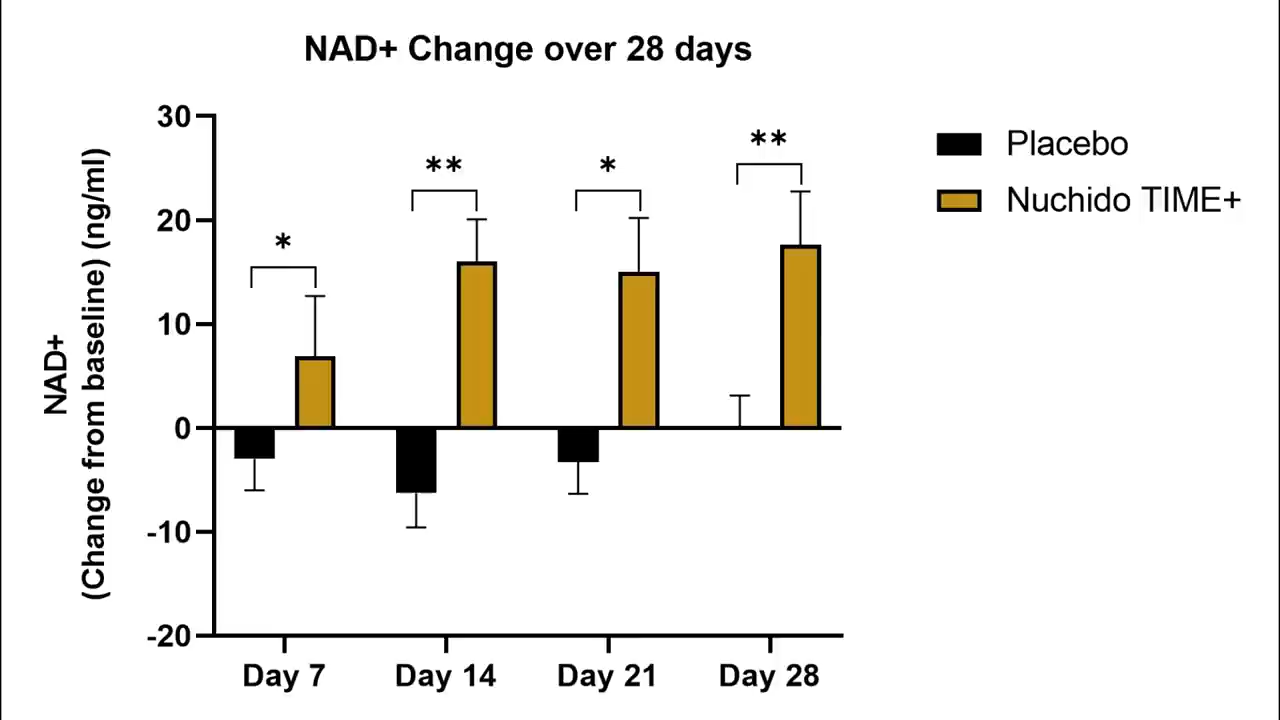 NAD+ Change over 28 days
NAD+
(Change from baseline) (ng/ml)
30
20
10
0
-10
-20
*
**
*
**
Day 7
Day 14
Day 21
Day 28
Placebo
Nuchido TIME+